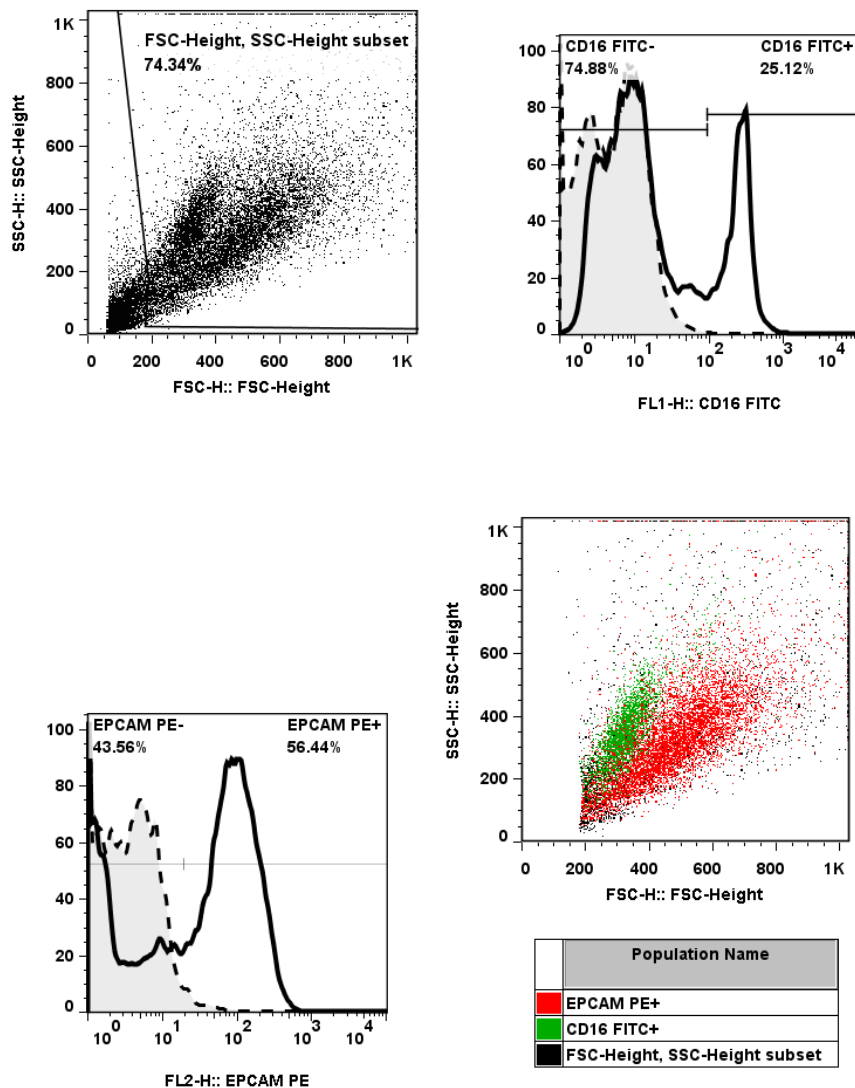 1K
800
600
400
200
0
SSC-H:: SSC-Height
FSC-Height, SSC-Height subset
74.34%
0 200 400 600 800 1K
FSC-H:: FSC-Height
100
80
60
40
20
0
CD16 FITC- CD16 FITC+
74.88% 25.12%
10^0 10^1 10^2 10^3 10^4
FL1-H:: CD16 FITC
100
80
60
40
20
0
EPCAM PE- EPCAM PE+
43.56% 56.44%
10^0 10^1 10^2 10^3 10^4
FL2-H:: EPCAM PE
1K
800
600
400
200
0
SSC-H:: SSC-Height
200 400 600 800 1K
FSC-H:: FSC-Height
Population Name
EPCAM PE+
CD16 FITC+
FSC-Height, SSC-Height subset